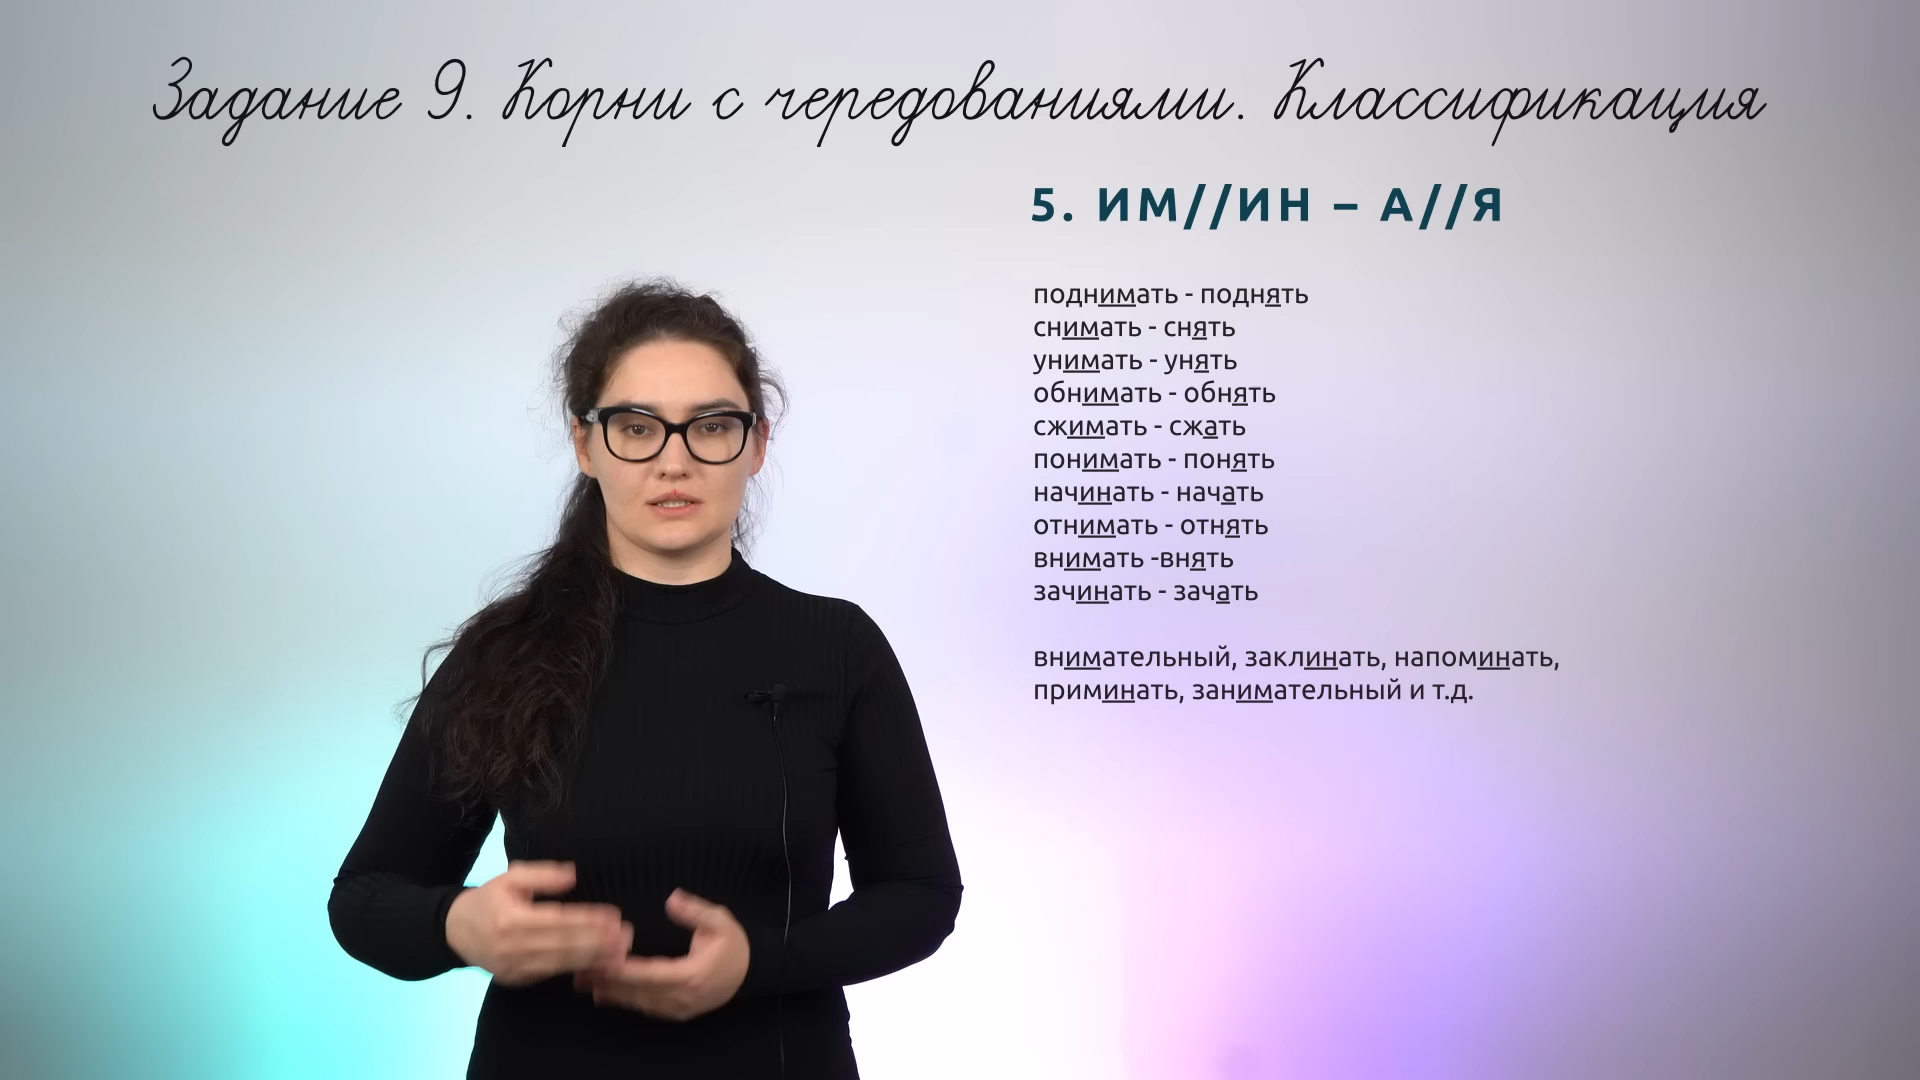 Задание 9. Корни с чередованиями. Классификация
5. ИМ//ИН – А//Я
поднимать - поднять
снимать - снять
унимать - унять
обнимать - обнять
сжимать - сжать
понимать - понять
начинать - начать
отнимать - отнять
внимать -внять
зачинать - зачать
внимательный, заклинать, напоминать,
приминать, занимательный и т.д.